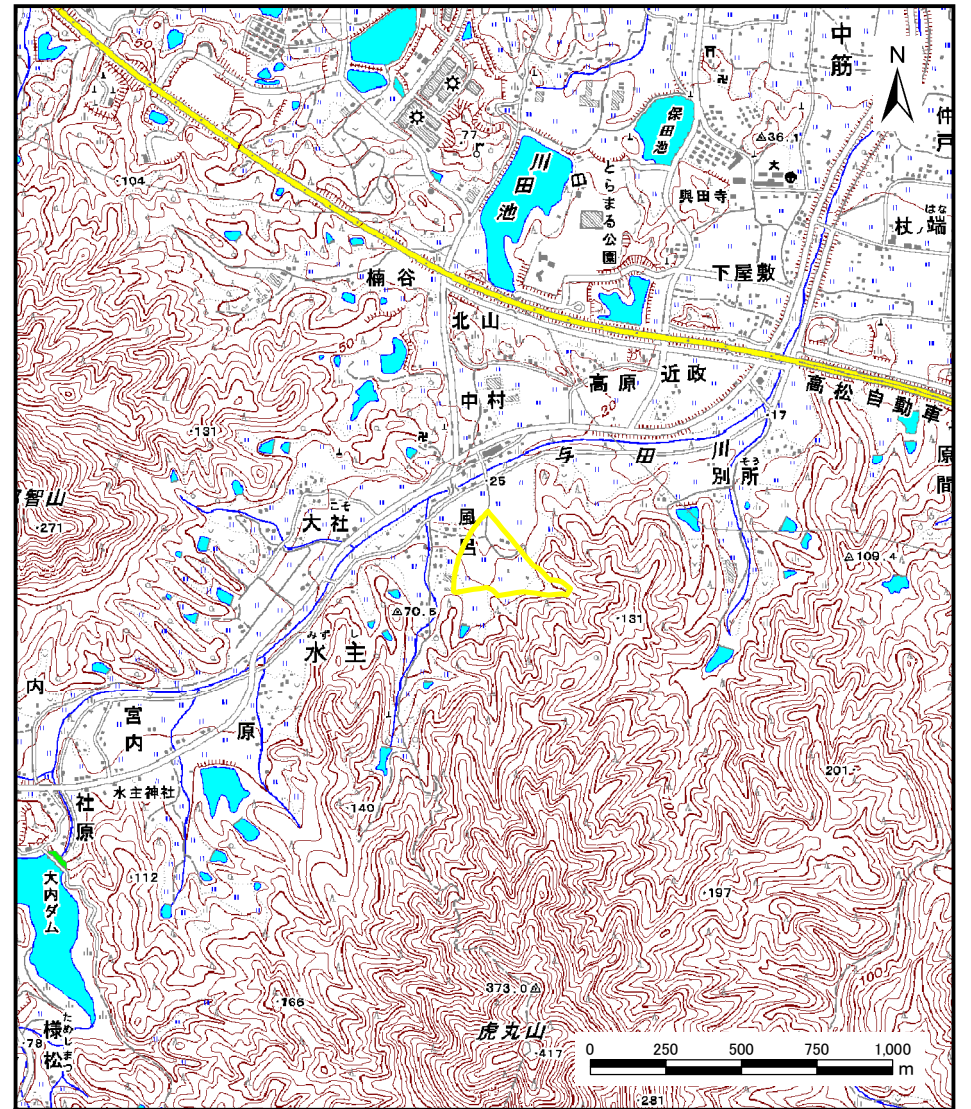 中筋
N
仲戸
50
77
川田池
保田池
とらまる公園
36.1
大
與田寺
はな
杖ノ端
104
楠谷
下屋敷
北山
50
中村
高原
近政
20
高松自動車
17
131
与田川
そう
別所
原間
25
智山
271
こそ
大社
風呂
109.4
70.5
131
みず し
水主
内
宮内
原
201
水主神社
社原
140
112
197
大内ダム
100
166
373.0
虎丸山
417
ためしまつ
様松
78
281
0 250 500 750 1,000
m